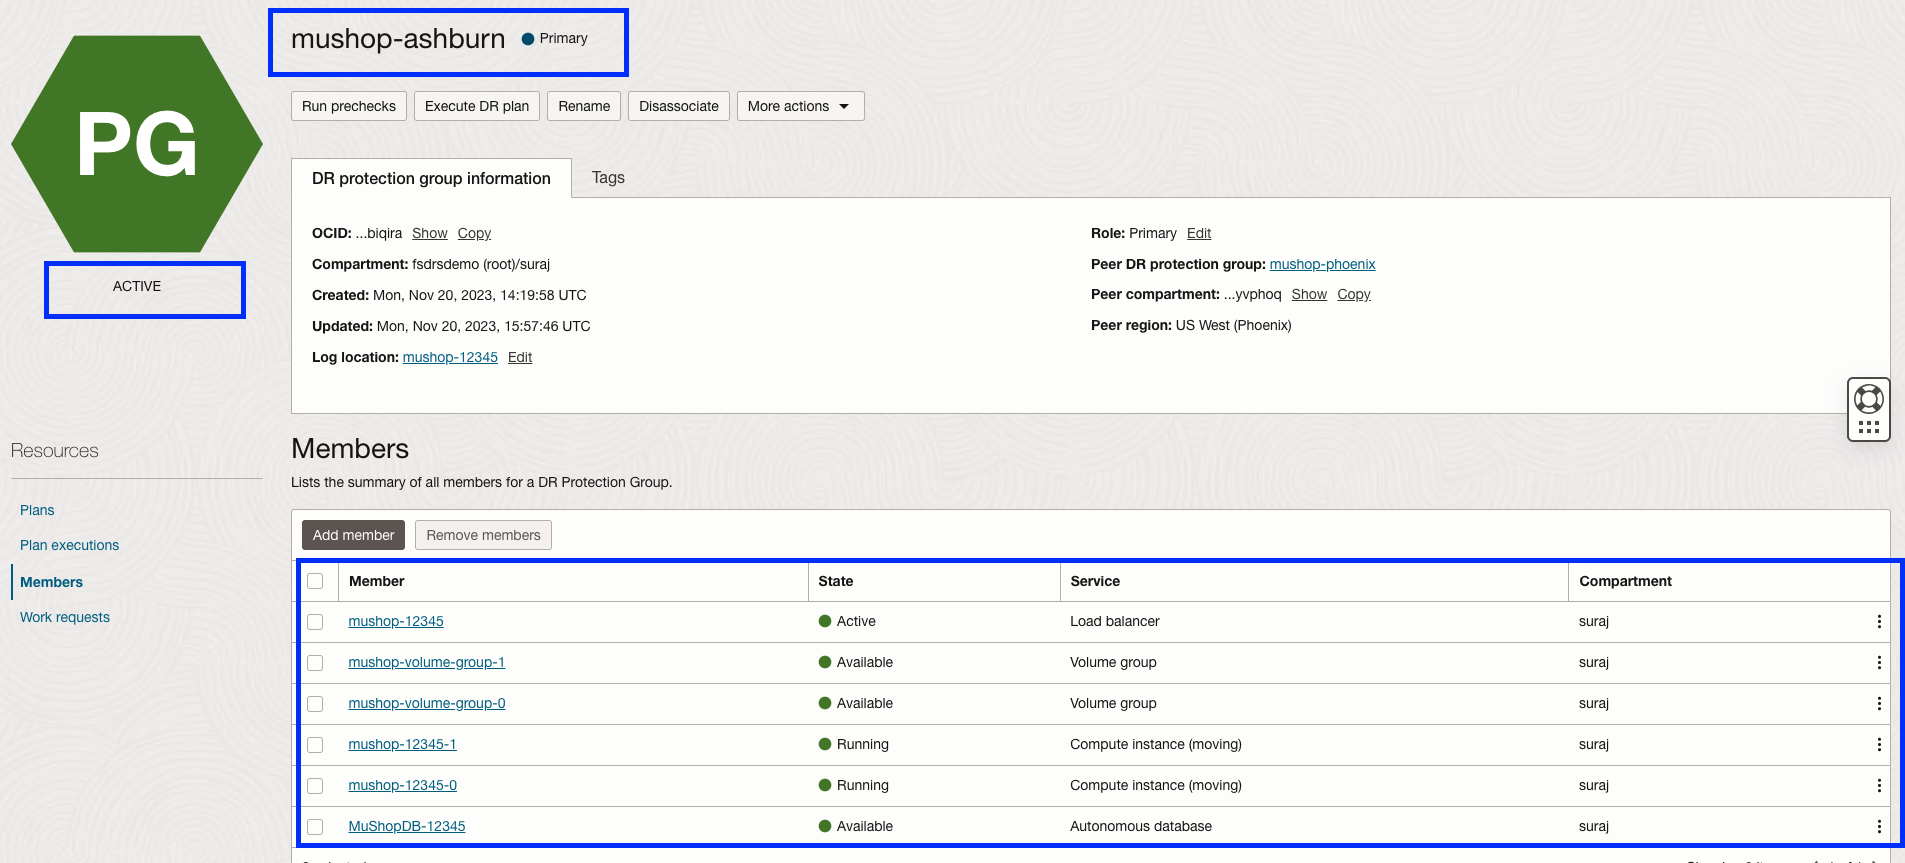 mushop-ashburn Primary
PG
ACTIVE
Run prechecks Execute DR plan Rename Disassociate More actions
DR protection group information Tags
OCID: ...biqira Show Copy
Compartment: fsdrsdemo (root)/suraj
Created: Mon, Nov 20, 2023, 14:19:58 UTC
Updated: Mon, Nov 20, 2023, 15:57:46 UTC
Log location: mushop-12345 Edit
Role: Primary Edit
Peer DR protection group: mushop-phoenix
Peer compartment: ...yvphoq Show Copy
Peer region: US West (Phoenix)
Resources
Plans
Plan executions
Members
Work requests
Members
Lists the summary of all members for a DR Protection Group.
Add member Remove members
Member State Service Compartment
mushop-12345 Active Load balancer suraj
mushop-volume-group-1 Available Volume group suraj
mushop-volume-group-0 Available Volume group suraj
mushop-12345-1 Running Compute instance (moving) suraj
mushop-12345-0 Running Compute instance (moving) suraj
MuShopDB-12345 Available Autonomous database suraj